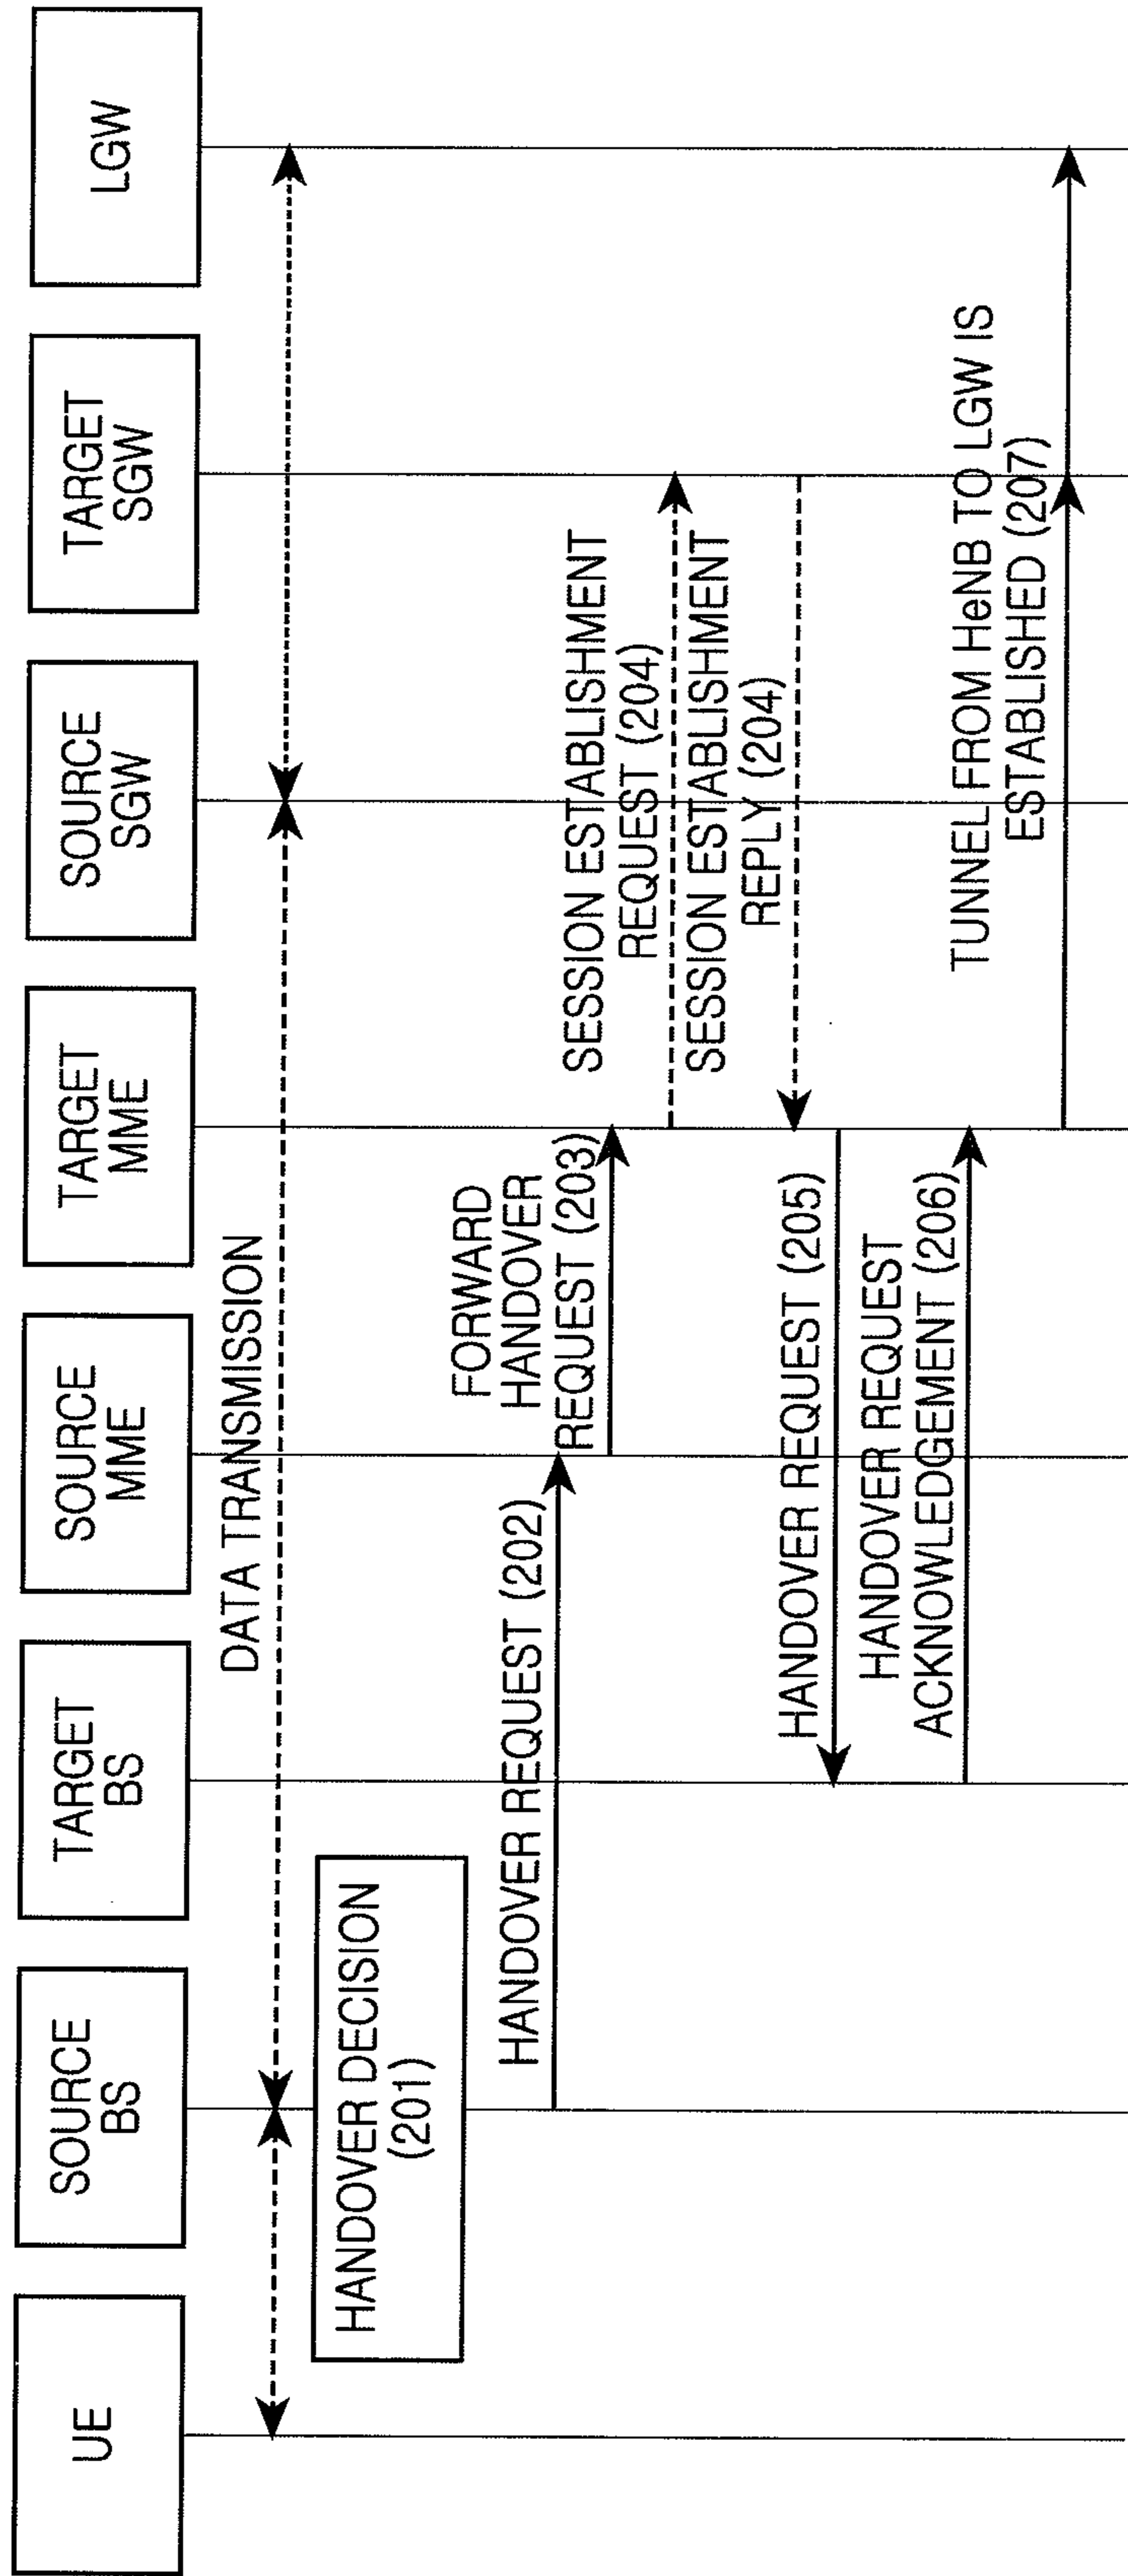 UE
SOURCE
BS
TARGET
BS
SOURCE
MME
TARGET
MME
SOURCE
SGW
TARGET
SGW
LGW
DATA TRANSMISSION
HANDOVER DECISION
(201)
HANDOVER REQUEST (202)
FORWARD
HANDOVER
REQUEST (203)
SESSION ESTABLISHMENT
REQUEST (204)
SESSION ESTABLISHMENT
REPLY (204)
HANDOVER REQUEST (205)
HANDOVER REQUEST
ACKNOWLEDGEMENT (206)
TUNNEL FROM HeNB TO LGW IS
ESTABLISHED (207)